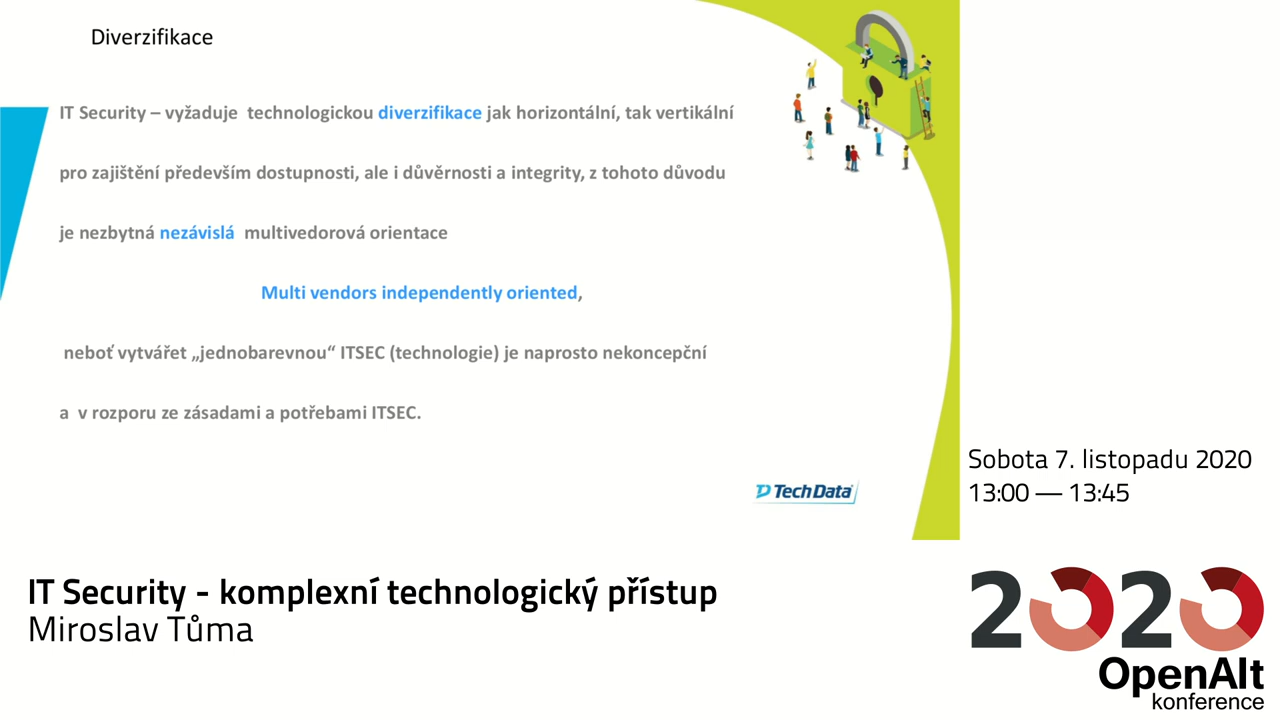 Diverzifikace
IT Security – vyžaduje technologickou diverzifikace jak horizontální, tak vertikální
pro zajištění především dostupnosti, ale i důvěrnosti a integrity, z tohoto důvodu
je nezbytná nezávislá multivedorová orientace
Multi vendors independently oriented,
neboť vytvářet „jednobarevnou“ ITSEC (technologie) je naprosto nekoncepční
a v rozporu ze zásadami a potřebami ITSEC.
Tech Data
Sobota 7. listopadu 2020
13:00 — 13:45
IT Security - komplexní technologický přístup
Miroslav Tůma
2020
OpenAlt
konference